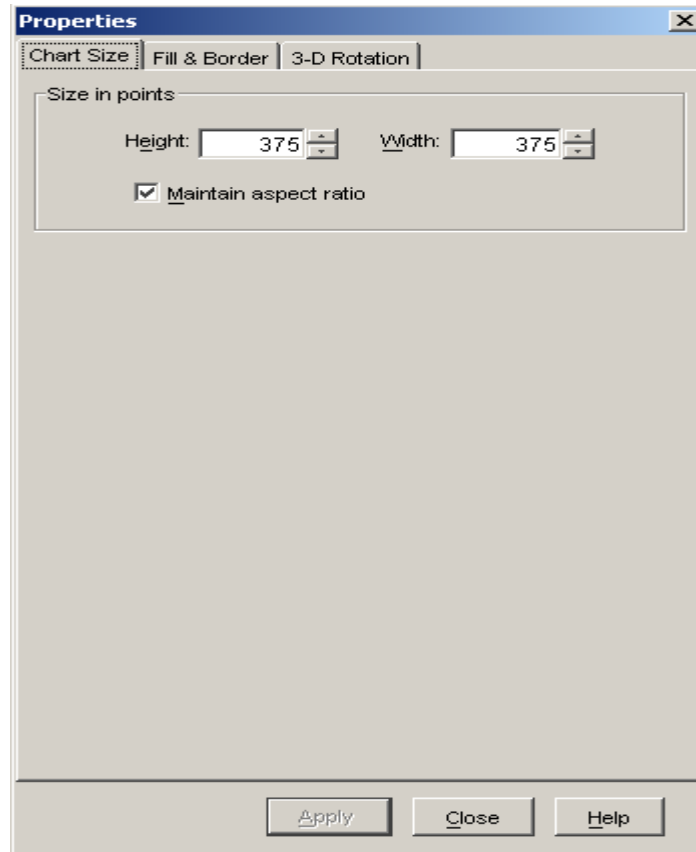 Properties
Chart Size Fill & Border 3-D Rotation
Size in points
Height: 375 Width: 375
Maintain aspect ratio
Apply Close Help